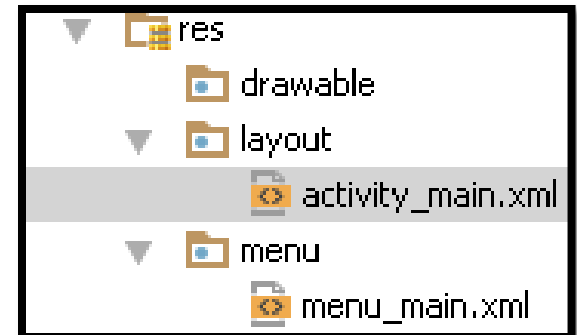 res
drawable
layout
activity_main.xml
menu
menu_main.xml